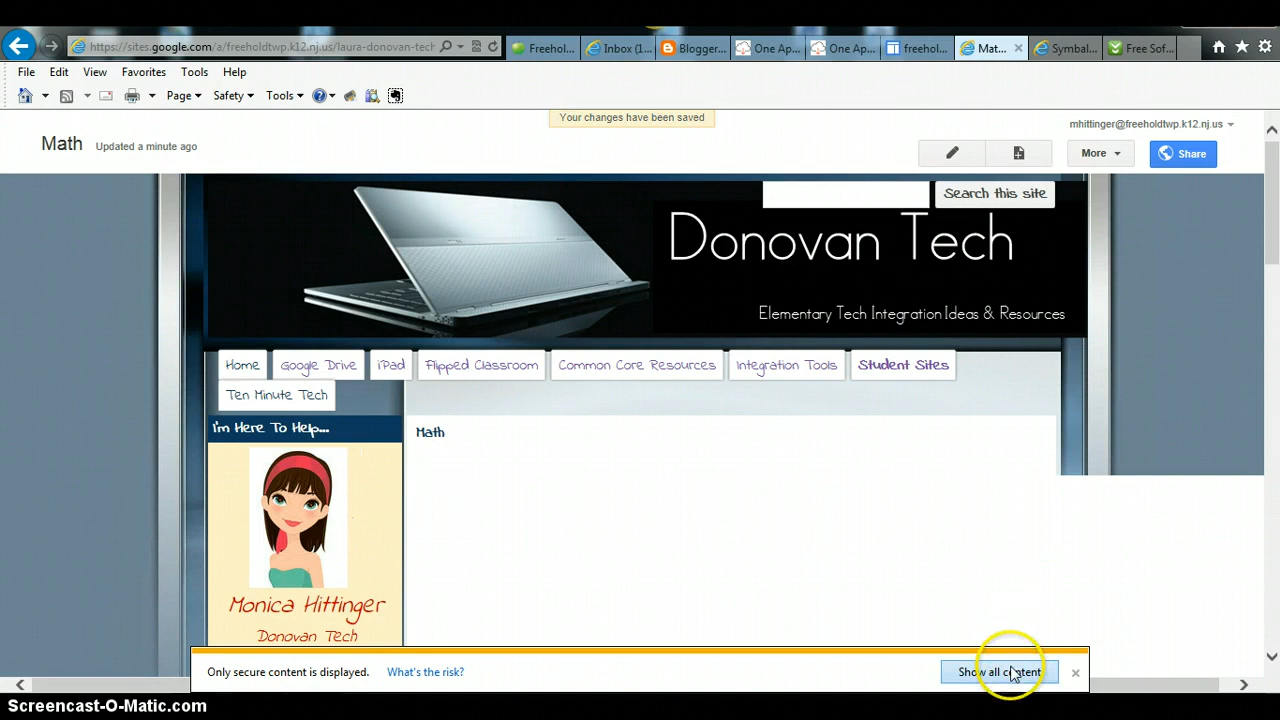 https://sites.google.com/a/freeholdtwp.k12.nj.us/laura-donovan-tech
Freehol...
Inbox (1...
Blogger...
One Ap...
One Ap...
freehol...
Mat...
Symbal...
Free Sof...
File Edit View Favorites Tools Help
Page Safety Tools
Your changes have been saved
mhittinger@freeholdtwp.k12.nj.us
Math Updated a minute ago
More Share
Search this site
Donovan Tech
Elementary Tech Integration Ideas & Resources
Home Google Drive iPad Flipped Classroom Common Core Resources Integration Tools Student Sites
Ten Minute Tech
I'm Here To Help...
Math
Monica Hittinger
Donovan Tech
Only secure content is displayed. What's the risk? Show all content
Screencast-O-Matic.com